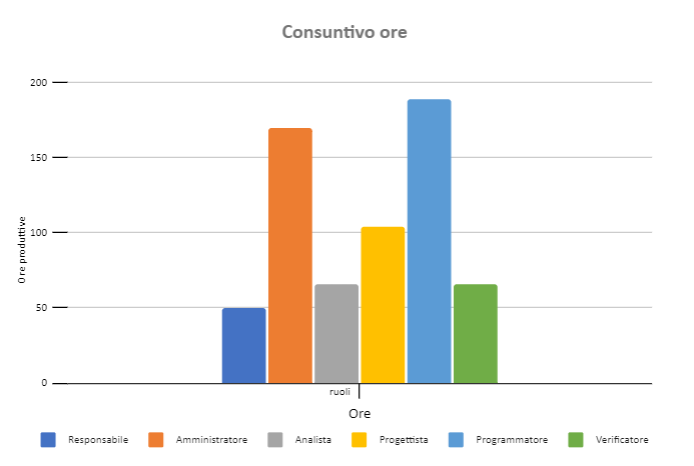 Consuntivo ore
200
150
100
50
0
Ore produttive
ruoli
Ore
Responsabile Amministratore Analista Progettista Programmatore Verificatore